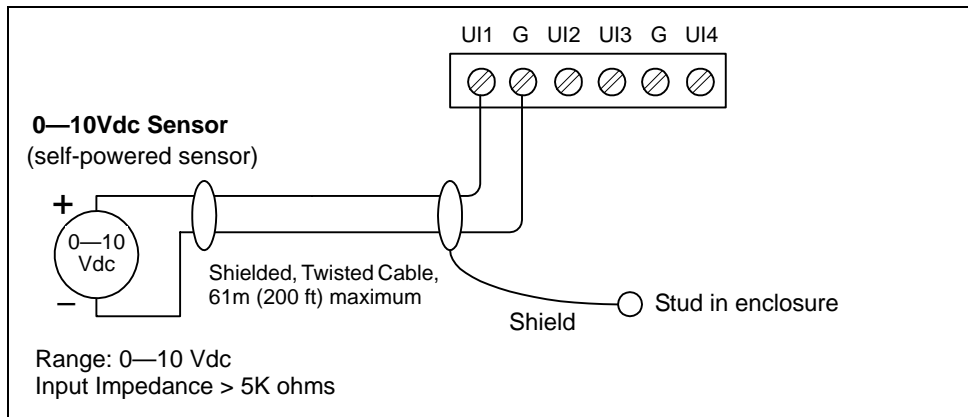 UI1 G UI2 UI3 G UI4
0—10Vdc Sensor
(self-powered sensor)
+
0—10
Vdc
–
Shielded, Twisted Cable,
61m (200 ft) maximum
Shield
Stud in enclosure
Range: 0—10 Vdc
Input Impedance > 5K ohms